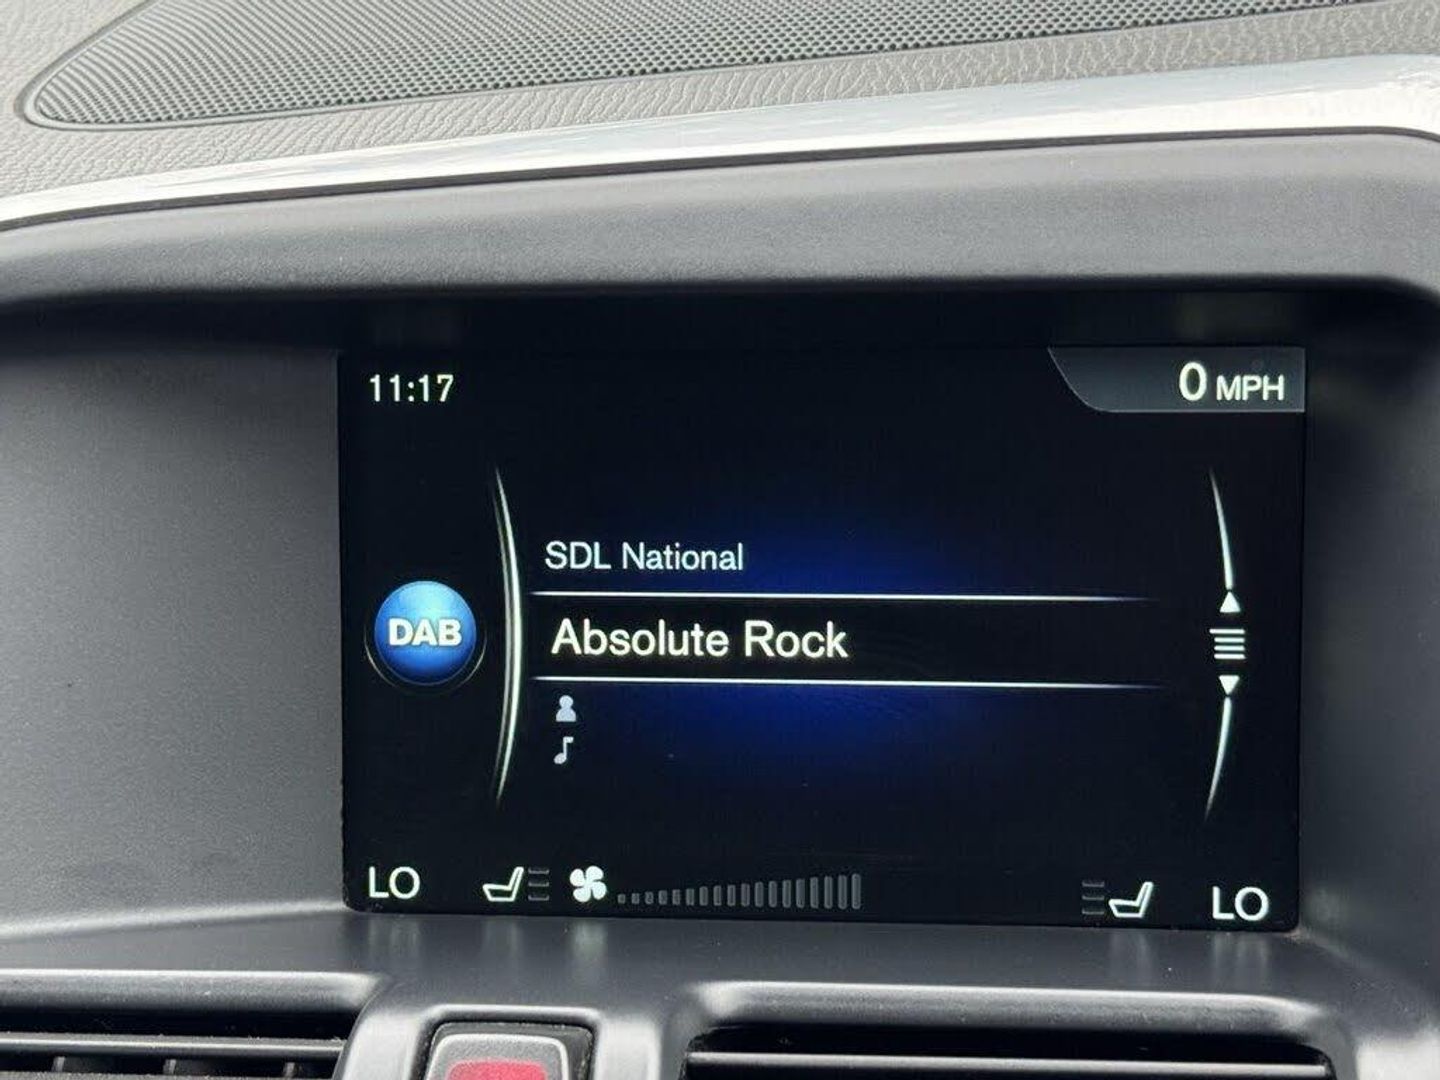 11:17
0 MPH
SDL National
DAB
Absolute Rock
LO
LO